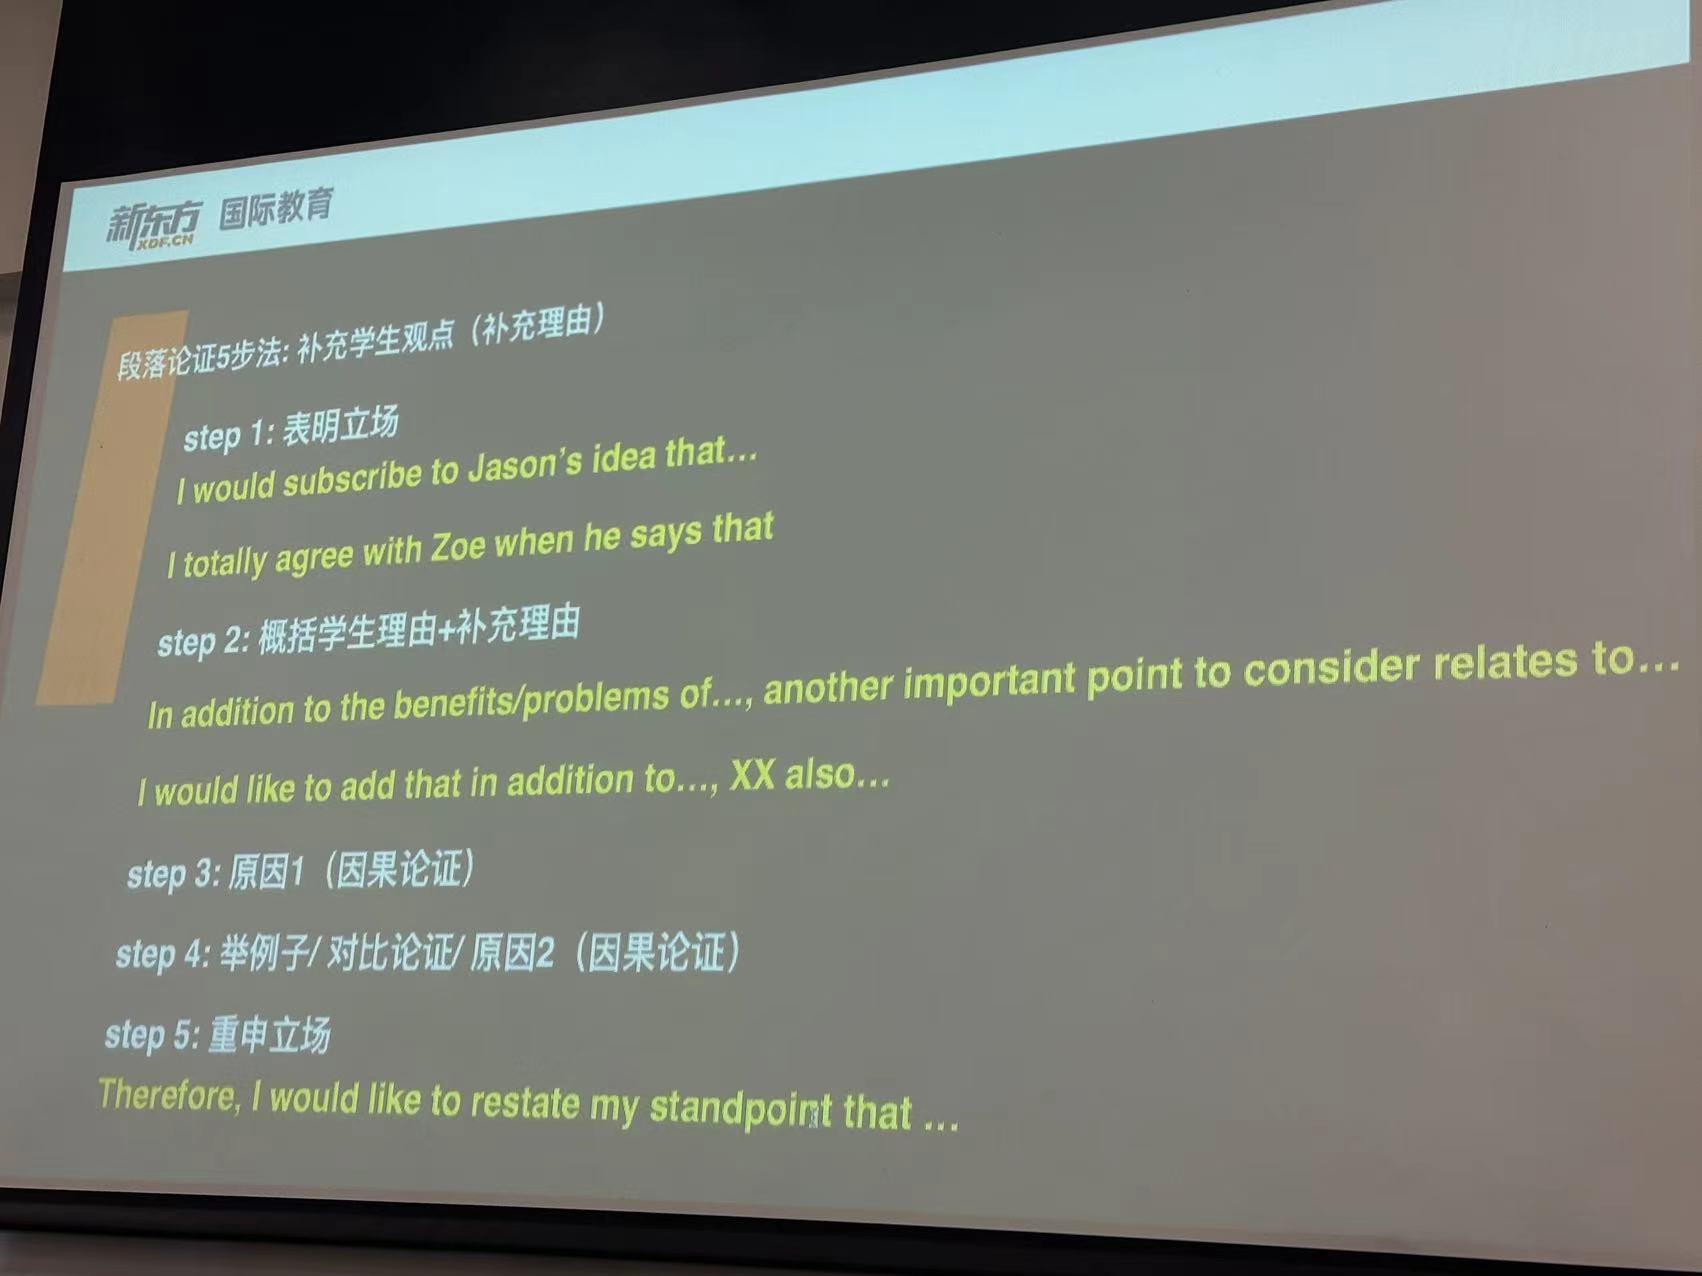 新东方 国际教育
XDF.CN
段落论证5步法: 补充学生观点（补充理由）
step 1: 表明立场
I would subscribe to Jason’s idea that…
I totally agree with Zoe when he says that
step 2: 概括学生理由+补充理由
In addition to the benefits/problems of…, another important point to consider relates to…
I would like to add that in addition to…, XX also…
step 3: 原因1（因果论证）
step 4: 举例子/ 对比论证/ 原因2（因果论证）
step 5: 重申立场
Therefore, I would like to restate my standpoint that …